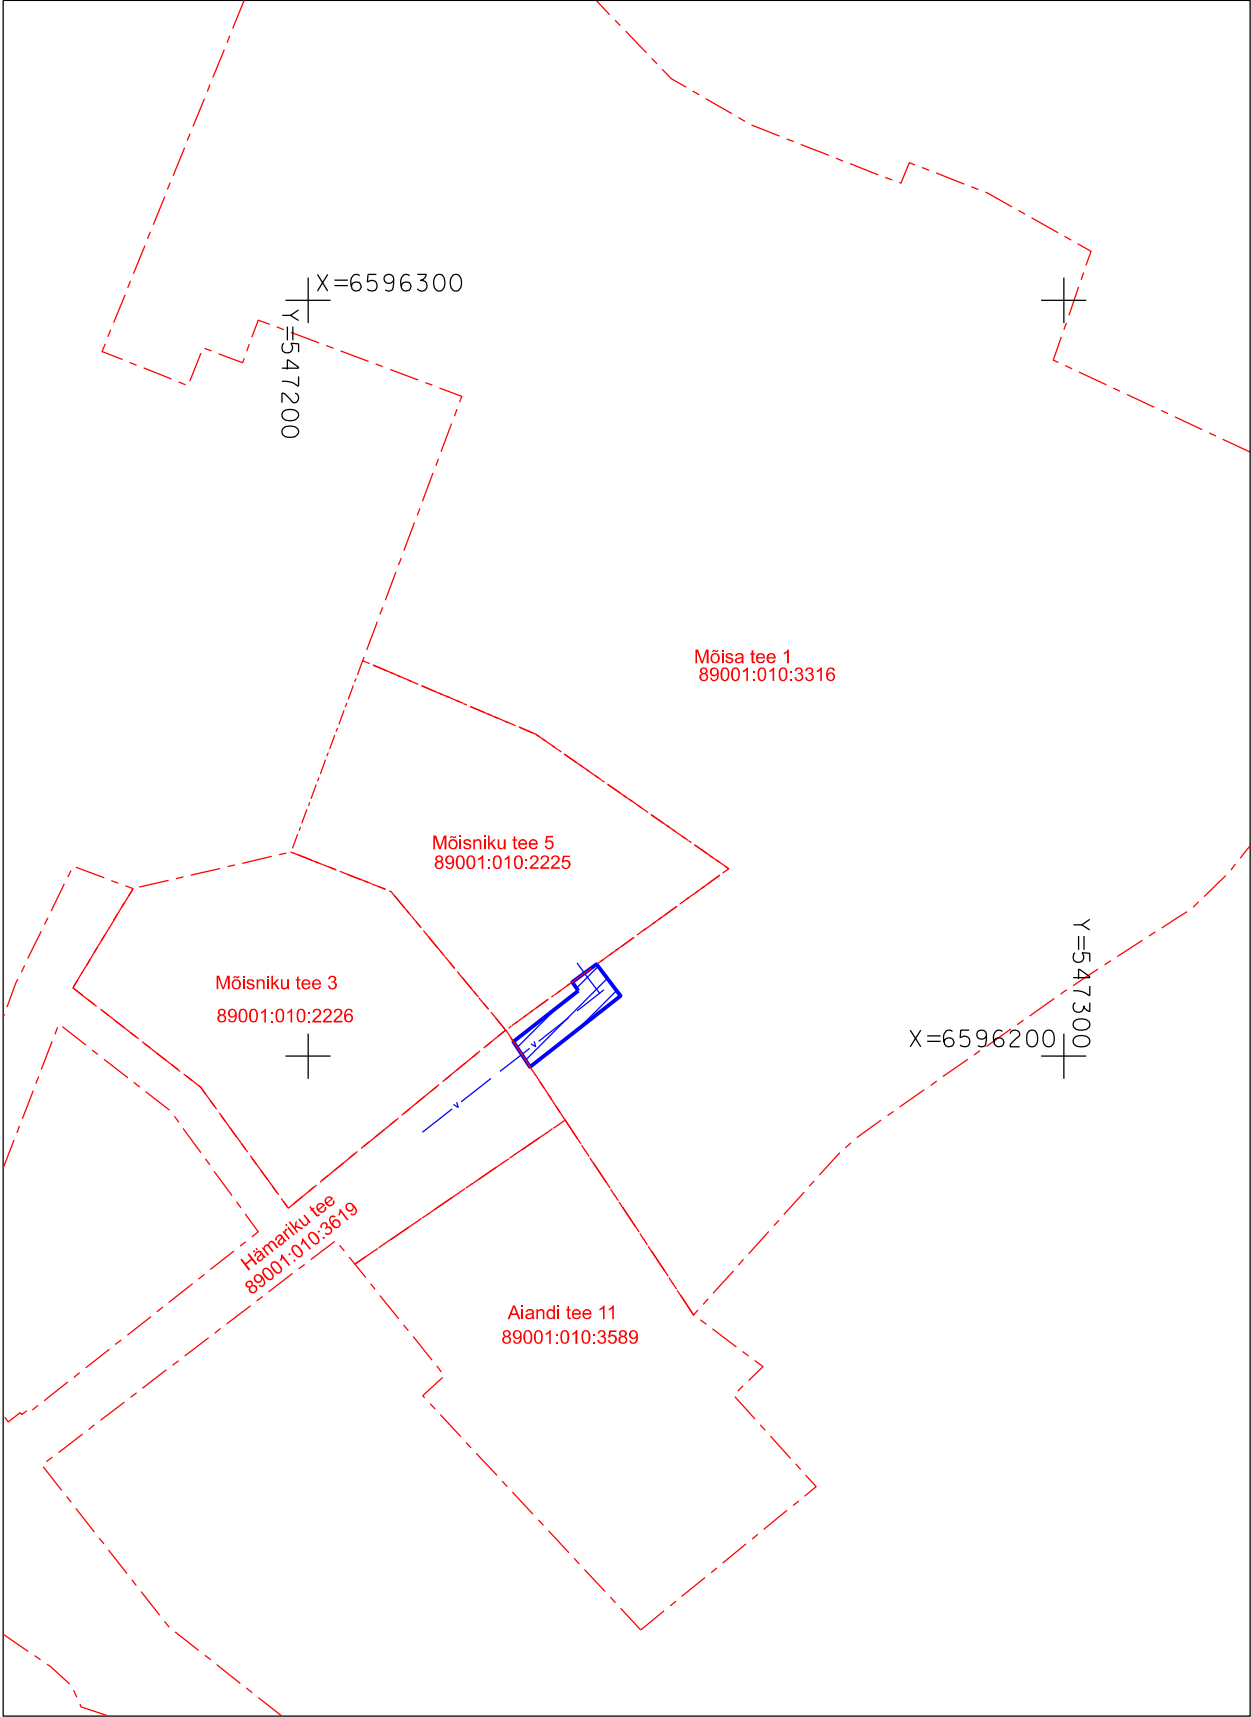 X=6596300
Y=547200
Mõisa tee 1
89001:010:3316
Mõisniku tee 5
89001:010:2225
Mõisniku tee 3
89001:010:2226
Y=547300
X=6596200
v
v
Hämariku tee
89001:010:3619
Aiandi tee 11
89001:010:3589